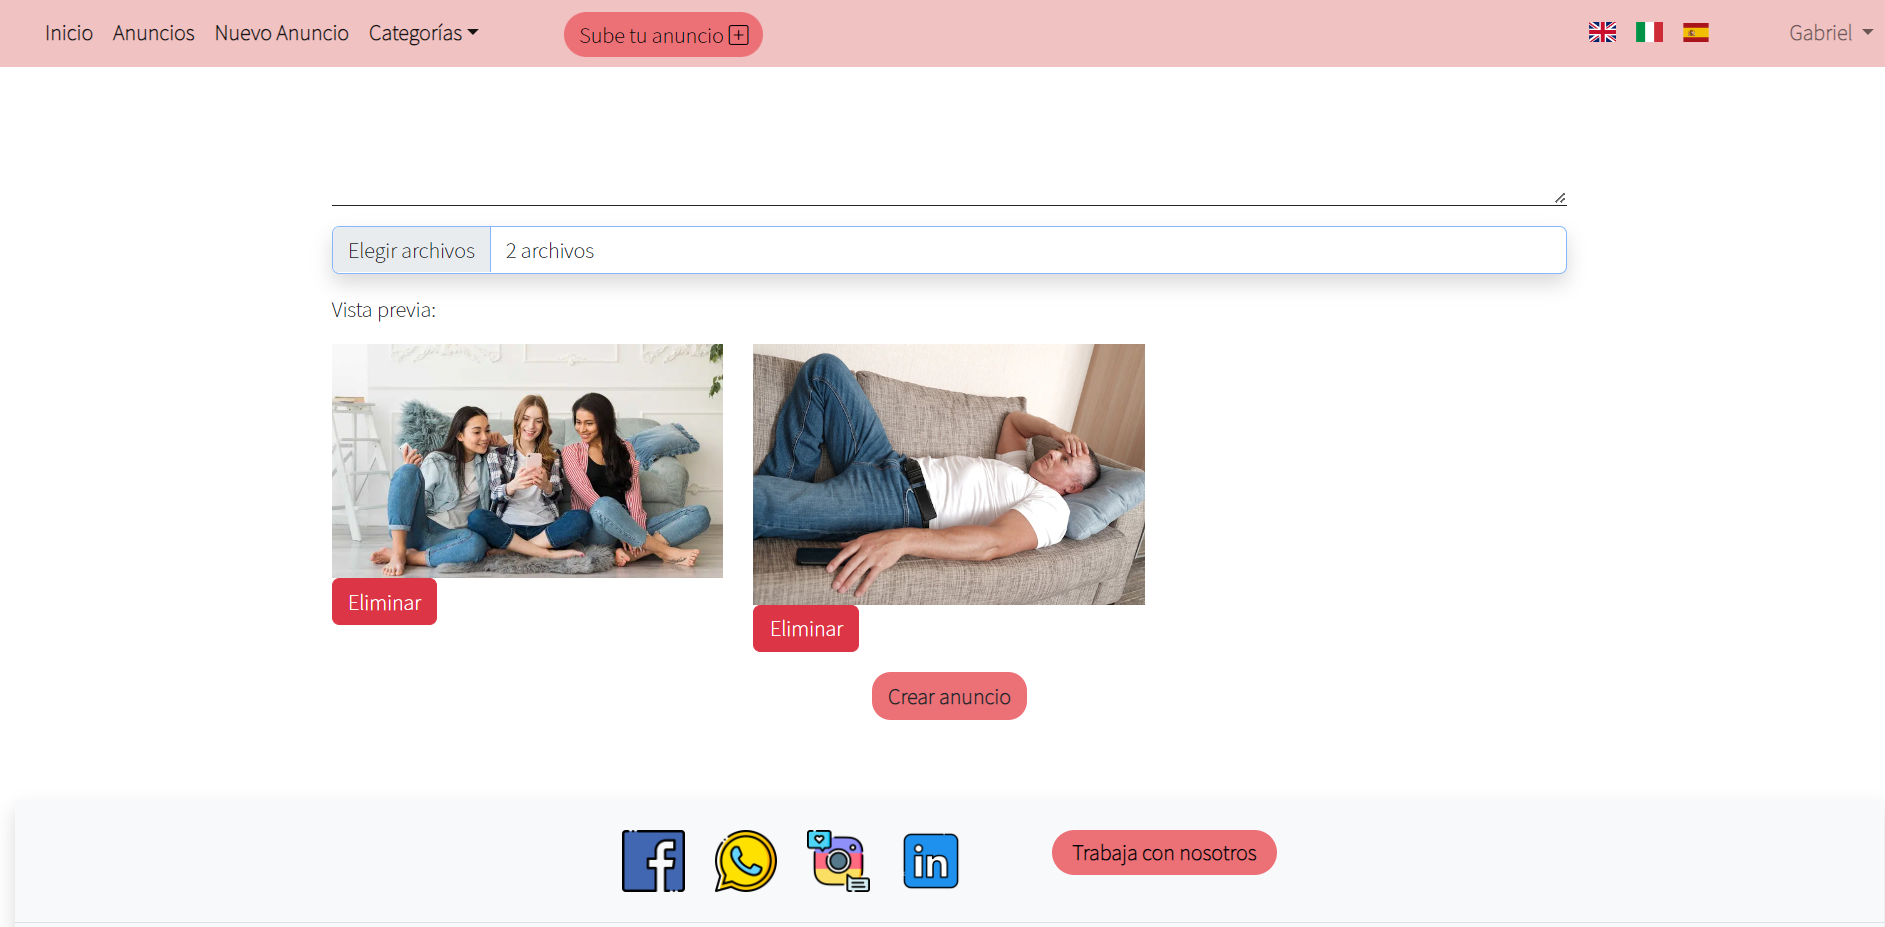 Inicio Anuncios Nuevo Anuncio Categorías Sube tu anuncio Gabriel
Elegir archivos 2 archivos
Vista previa:
Eliminar
Eliminar
Crear anuncio
f in Trabaja con nosotros